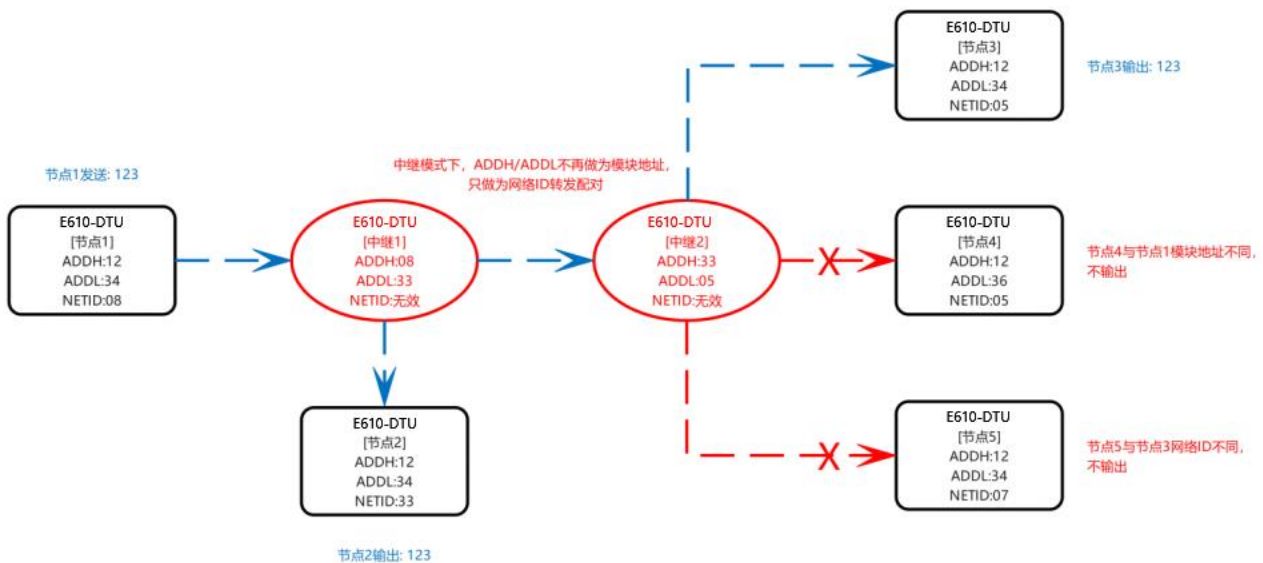 E610-DTU
[节点3]
ADDH:12
ADDL:34
NETID:05
节点3输出: 123
中继模式下，ADDH/ADDL不再做为模块地址，
只做为网络ID转发配对
节点1发送: 123
E610-DTU
[节点1]
ADDH:12
ADDL:34
NETID:08
E610-DTU
[中继1]
ADDH:08
ADDL:33
NETID:无效
E610-DTU
[中继2]
ADDH:33
ADDL:05
NETID:无效
E610-DTU
[节点4]
ADDH:12
ADDL:36
NETID:05
节点4与节点1模块地址不同，
不输出
E610-DTU
[节点2]
ADDH:12
ADDL:34
NETID:33
节点2输出: 123
E610-DTU
[节点5]
ADDH:12
ADDL:34
NETID:07
节点5与节点3网络ID不同，
不输出